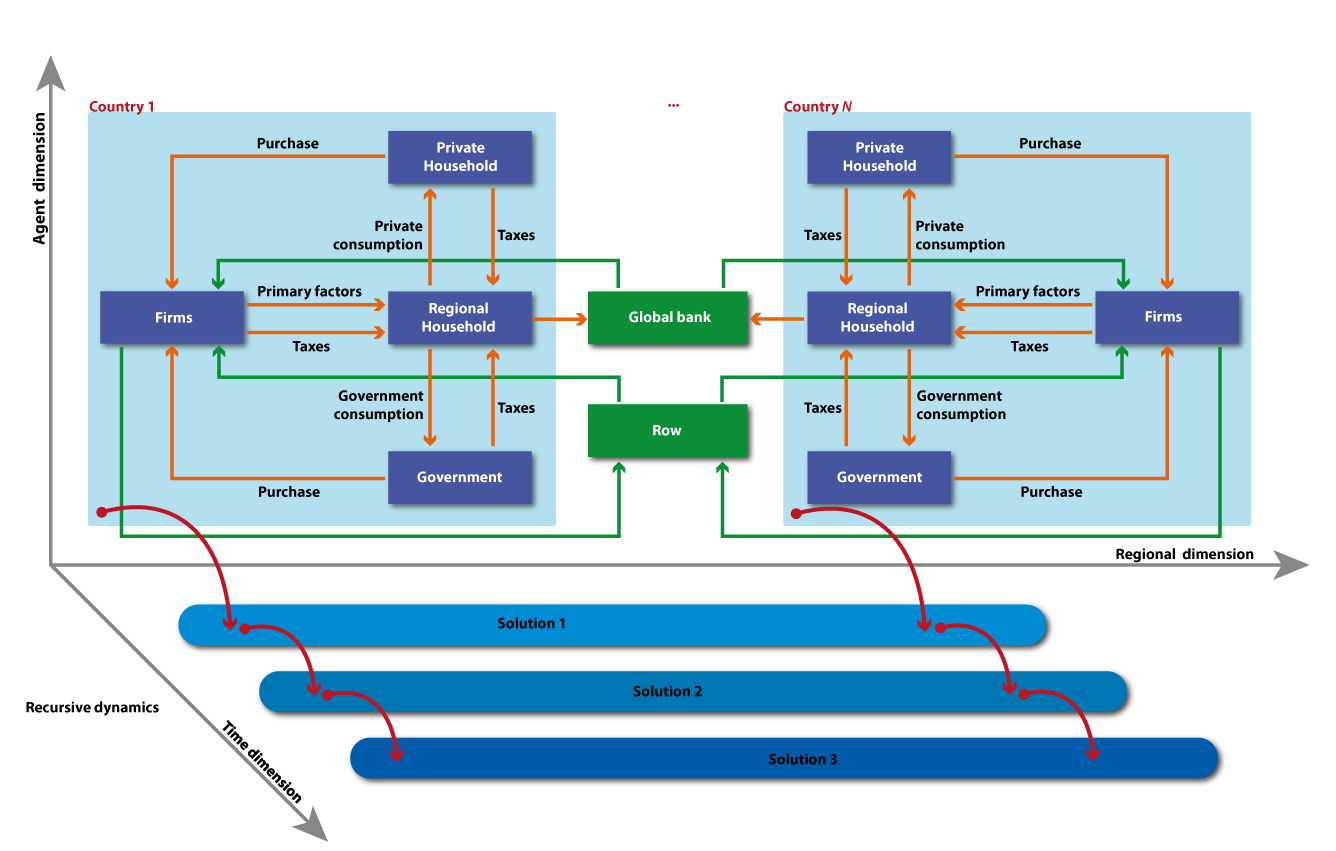 Country 1
...
Country N
Agent dimension
Purchase
Private
Household
Private
Household
Purchase
Private
consumption
Taxes
Taxes
Private
consumption
Firms
Primary factors
Taxes
Regional
Household
Global bank
Regional
Household
Primary factors
Taxes
Firms
Government
consumption
Taxes
Row
Taxes
Government
consumption
Purchase
Government
Government
Purchase
Regional dimension
Solution 1
Solution 2
Recursive dynamics
Time dimension
Solution 3